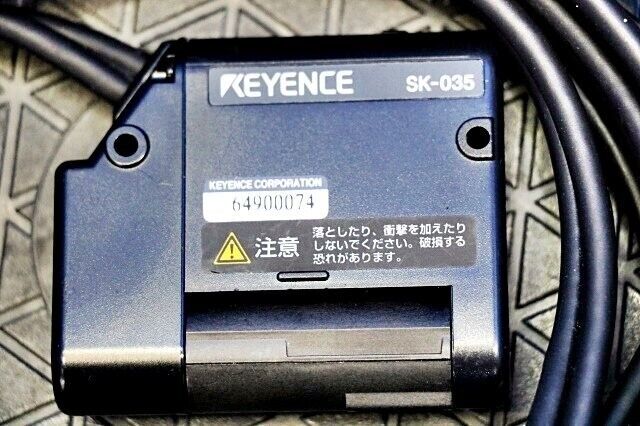 KEYENCE SK-035
KEYENCE CORPORATION
64900074
注意
落としたり、衝撃を加えたり
しないでください。破損する
恐れがあります。